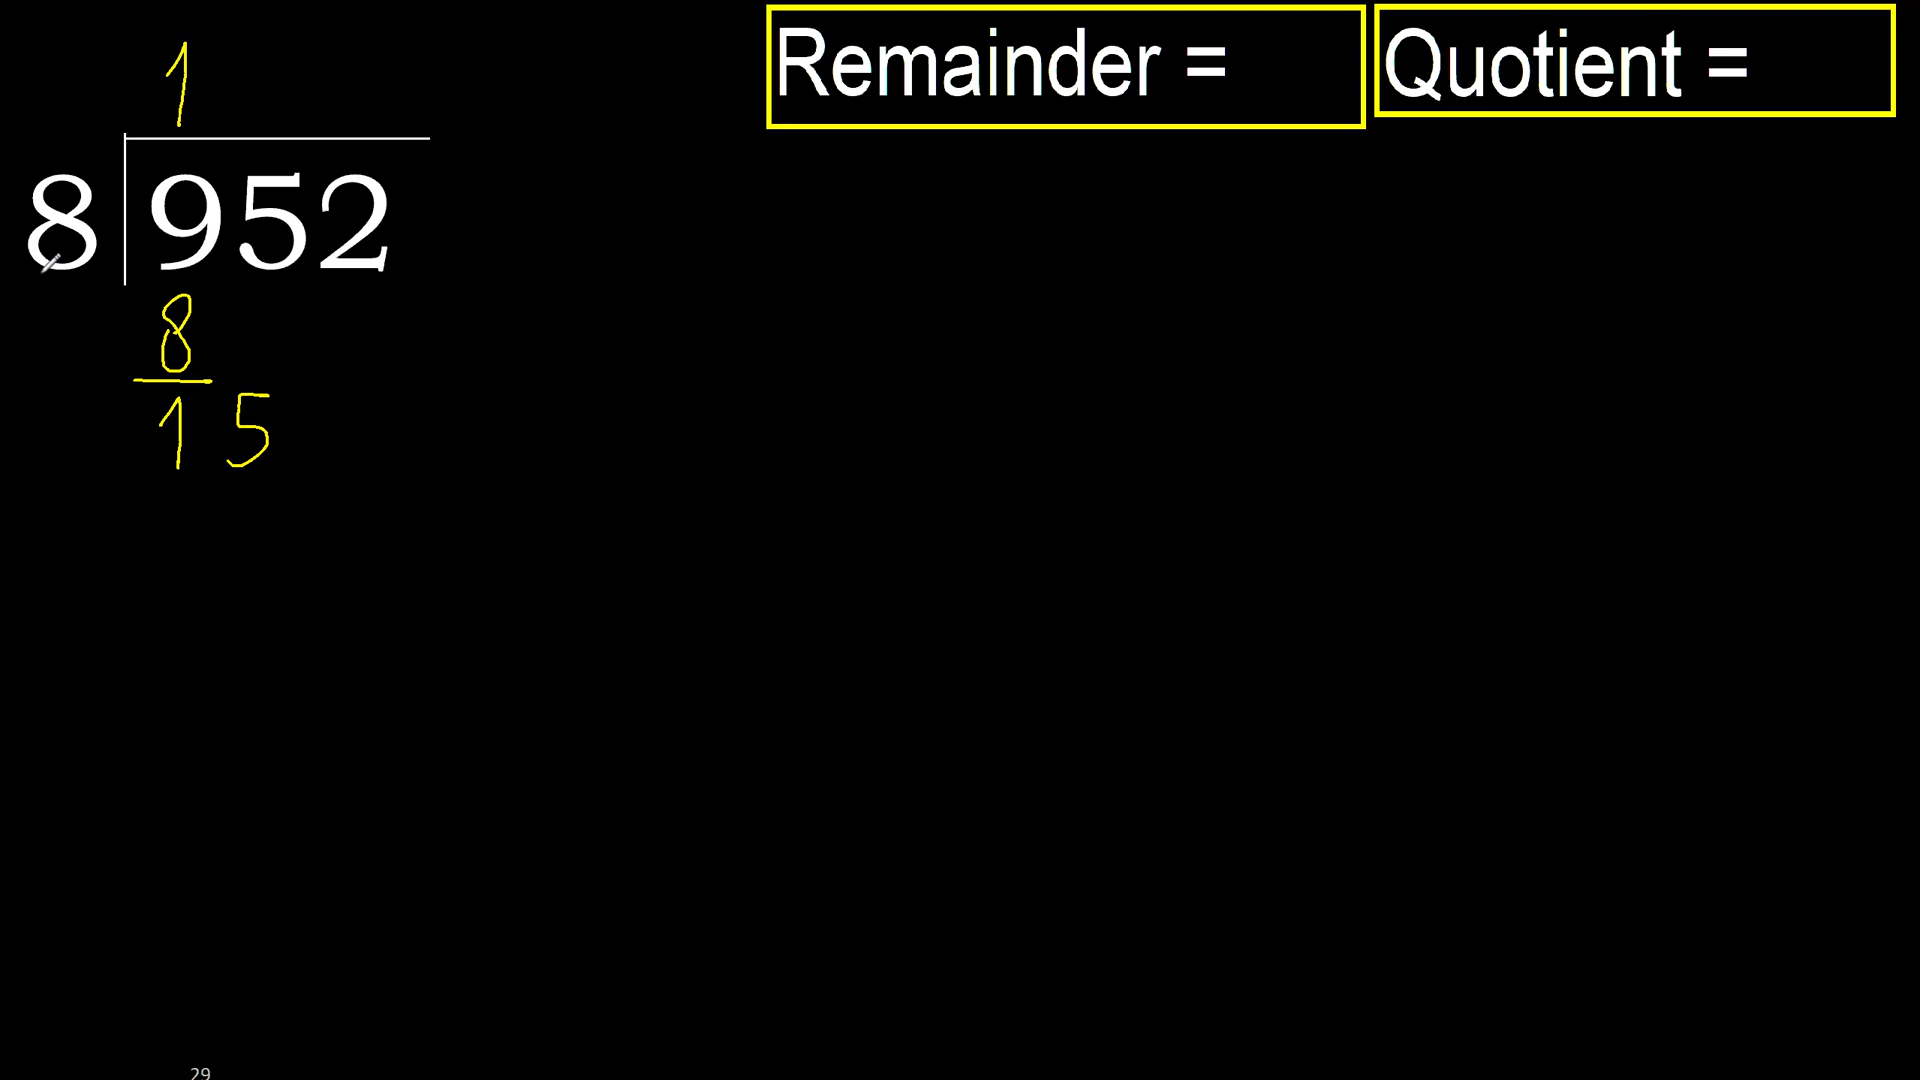 1
8 952
8
15
Remainder =
Quotient =
29